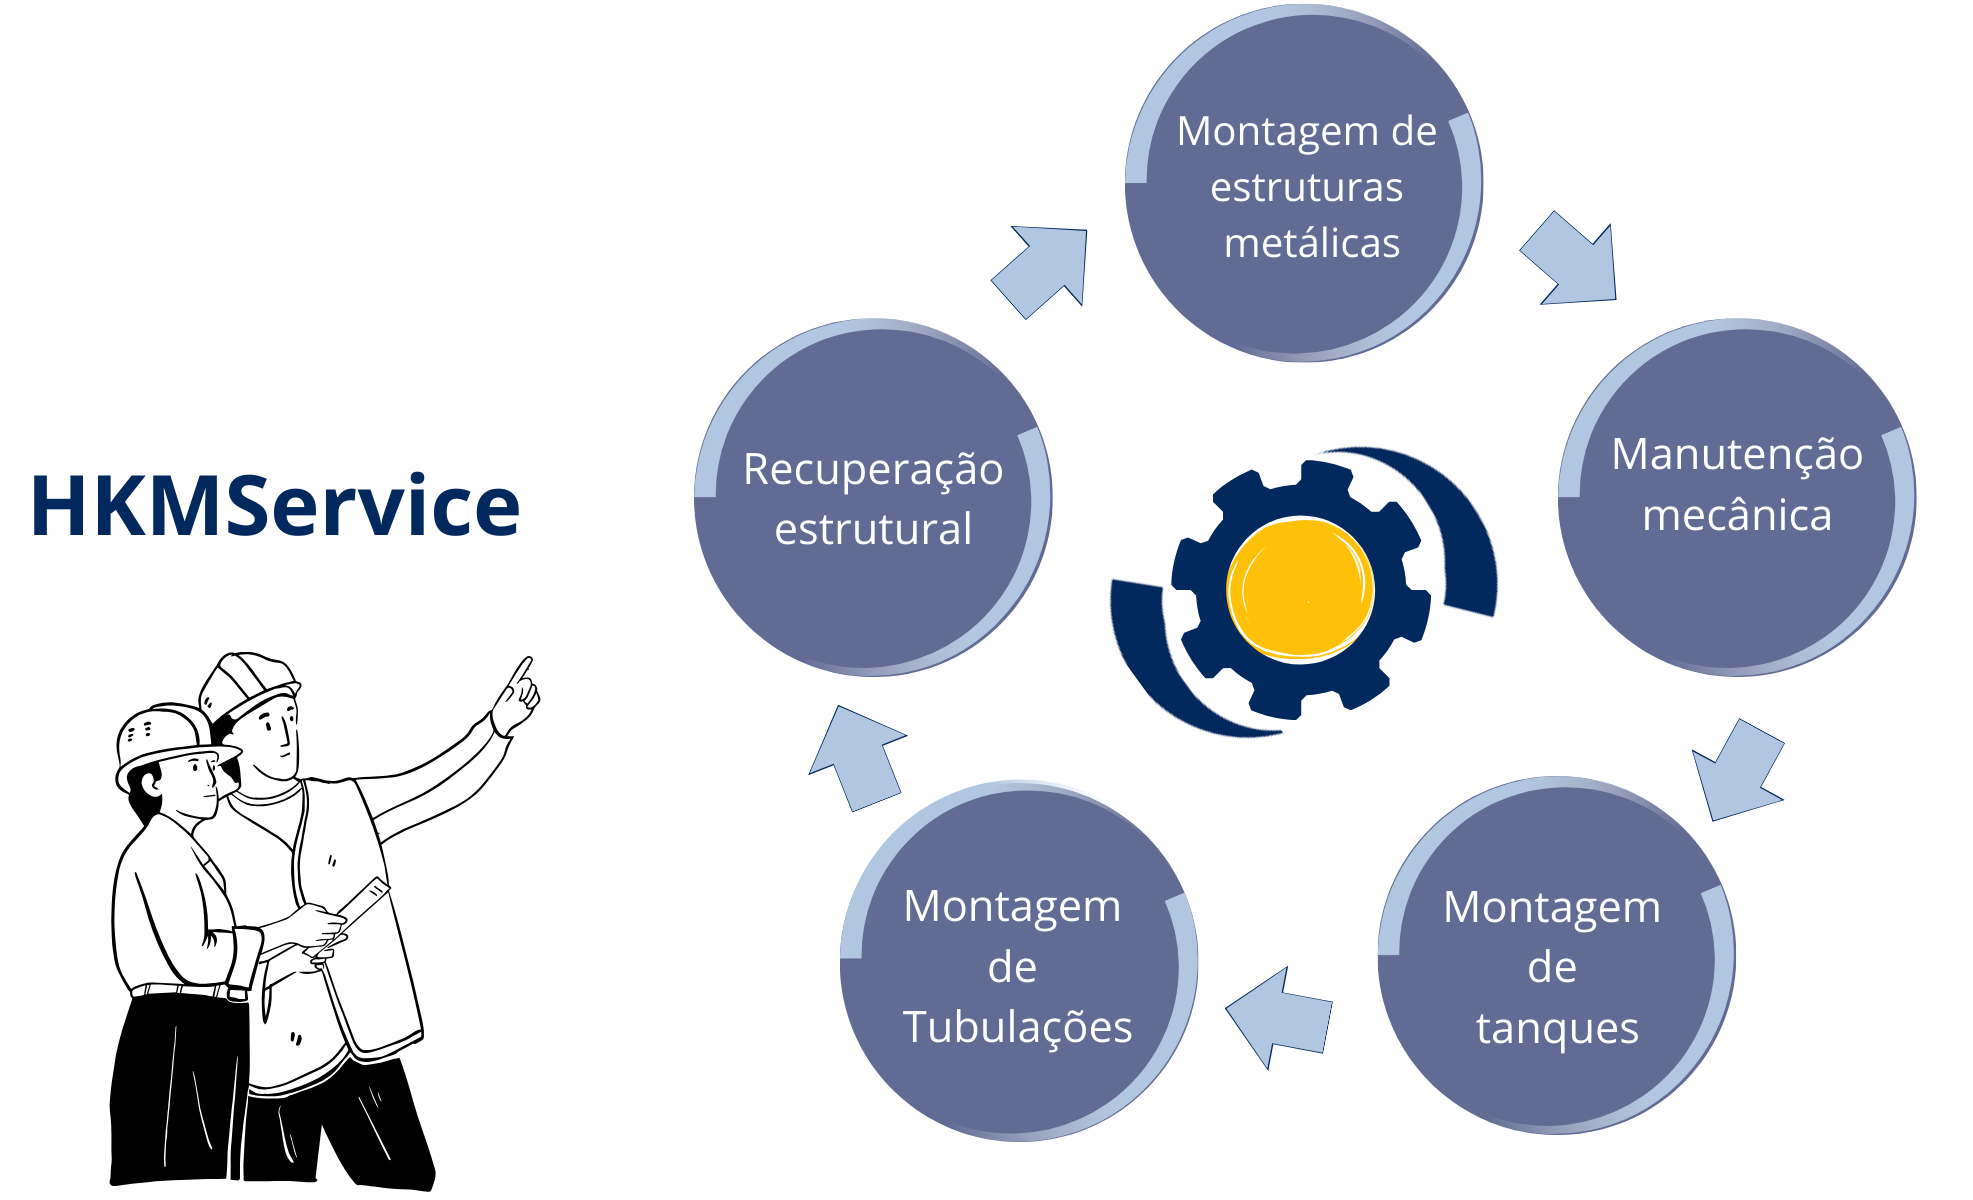 HKMService
Montagem de
estruturas
metálicas
Manutenção
mecânica
Montagem
de
tanques
Montagem
de
Tubulações
Recuperação
estrutural